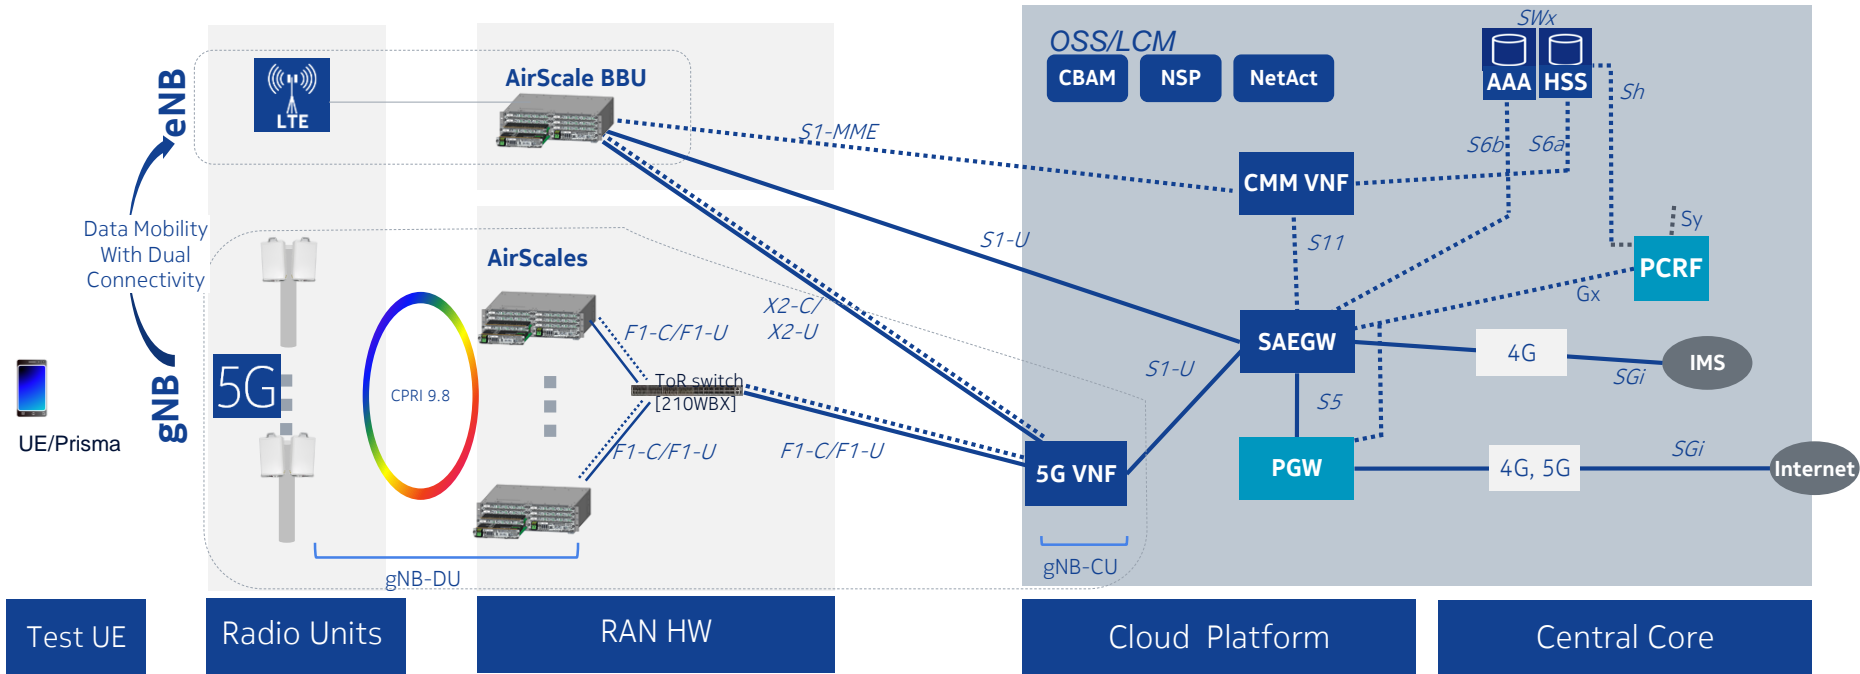 SWx
OSS/LCM
CBAM
NSP
NetAct
AAA
HSS
Sh
eNB
LTE
AirScale BBU
S1-MME
S6b
S6a
CMM VNF
Data Mobility
With Dual
Connectivity
AirScales
S1-U
S11
Sy
PCRF
Gx
X2-C/
X2-U
F1-C/F1-U
SAEGW
4G
IMS
SGi
S1-U
gNB
5G
CPRI 9.8
ToR switch
[210WBX]
S5
UE/Prisma
F1-C/F1-U
F1-C/F1-U
5G VNF
PGW
4G, 5G
SGi
Internet
gNB-DU
gNB-CU
Test UE
Radio Units
RAN HW
Cloud Platform
Central Core